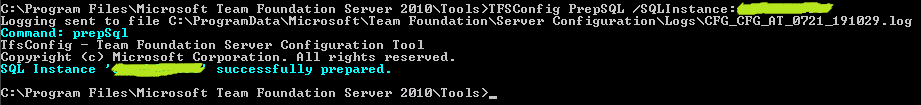 C:\Program Files\Microsoft Team Foundation Server 2010\Tools>TFSConfig PrepSQL /SQLInstance:
Logging sent to file C:\ProgramData\Microsoft\Team Foundation\Server Configuration\Logs\CFG_CFG_AT_0721_191029.log
Command: prepSql
TfsConfig - Team Foundation Server Configuration Tool
Copyright (c) Microsoft Corporation. All rights reserved.
SQL Instance '' successfully prepared.
C:\Program Files\Microsoft Team Foundation Server 2010\Tools>_